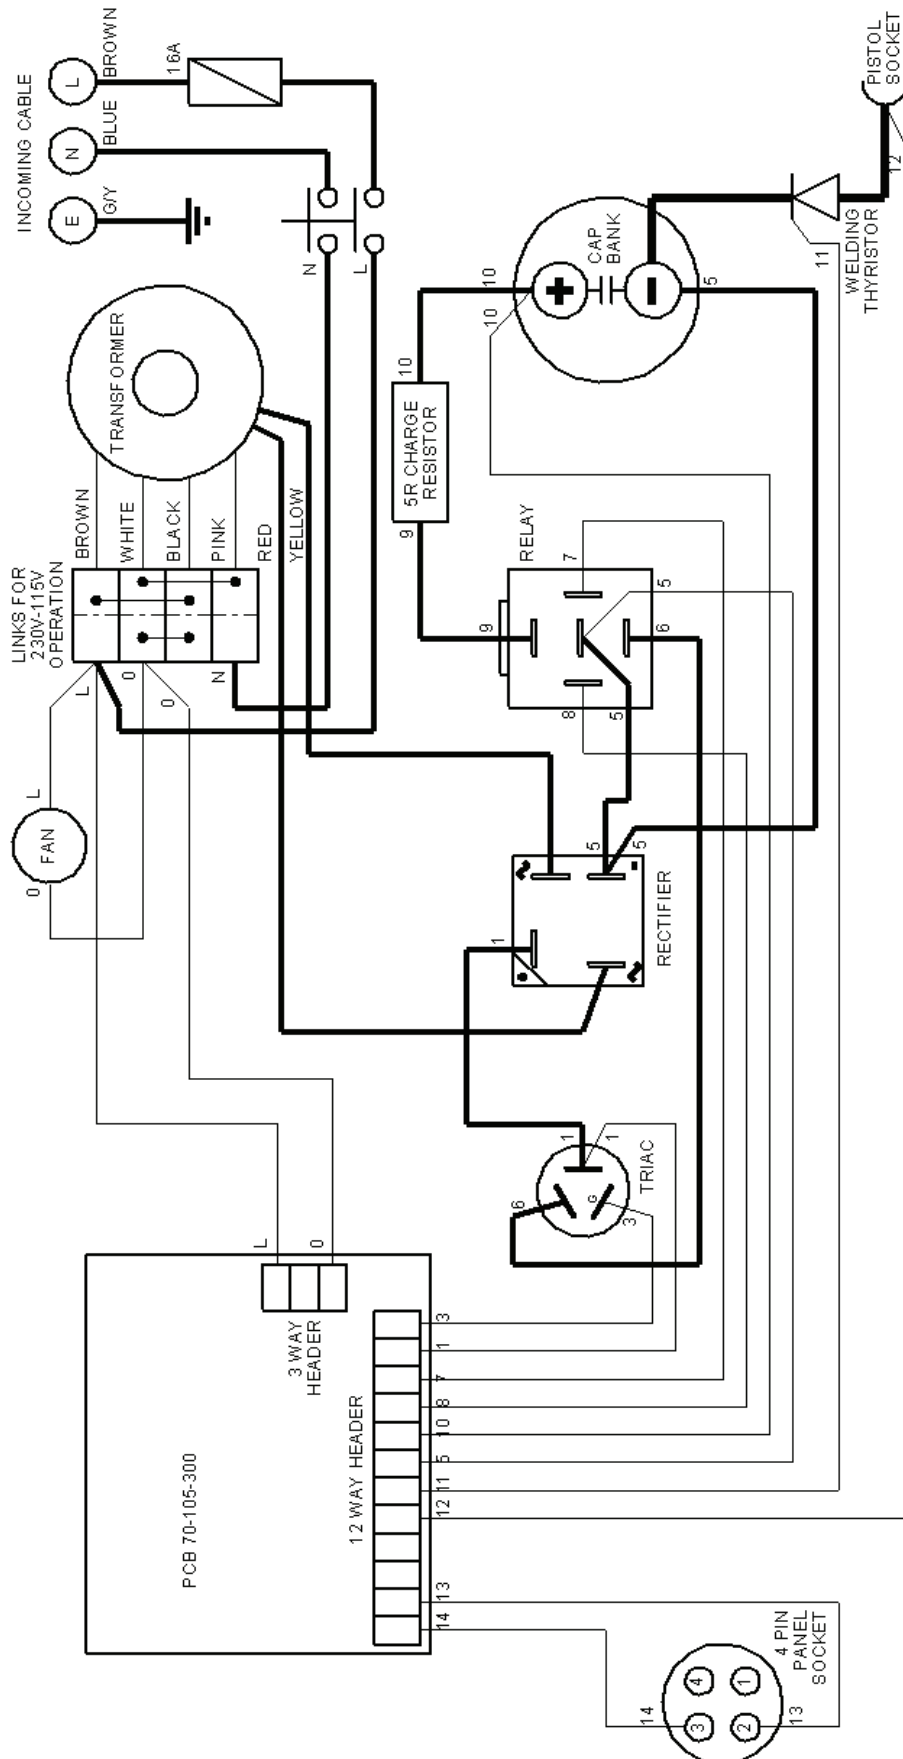 INCOMING CABLE
E
N
L
G/Y
BLUE
BROWN
16A
N
L
TRANSFORMER
LINKS FOR
230V-115V
OPERATION
BROWN
WHITE
BLACK
PINK
RED
YELLOW
L
0
0
N
FAN
L
0
PISTOL
SOCKET
12
WELDING
THYRISTOR
11
CAP
BANK
+
-
10
10
5
10
5R CHARGE
RESISTOR
9
RELAY
9
7
5
6
8
5
RECTIFIER
~
~
-
1
5
5
TRIAC
1
1
6
G
3
PCB 70-105-300
3 WAY
HEADER
L
0
12 WAY HEADER
14
13
12
11
5
10
8
7
1
3
4 PIN
PANEL
SOCKET
14
13
3
4
2
1